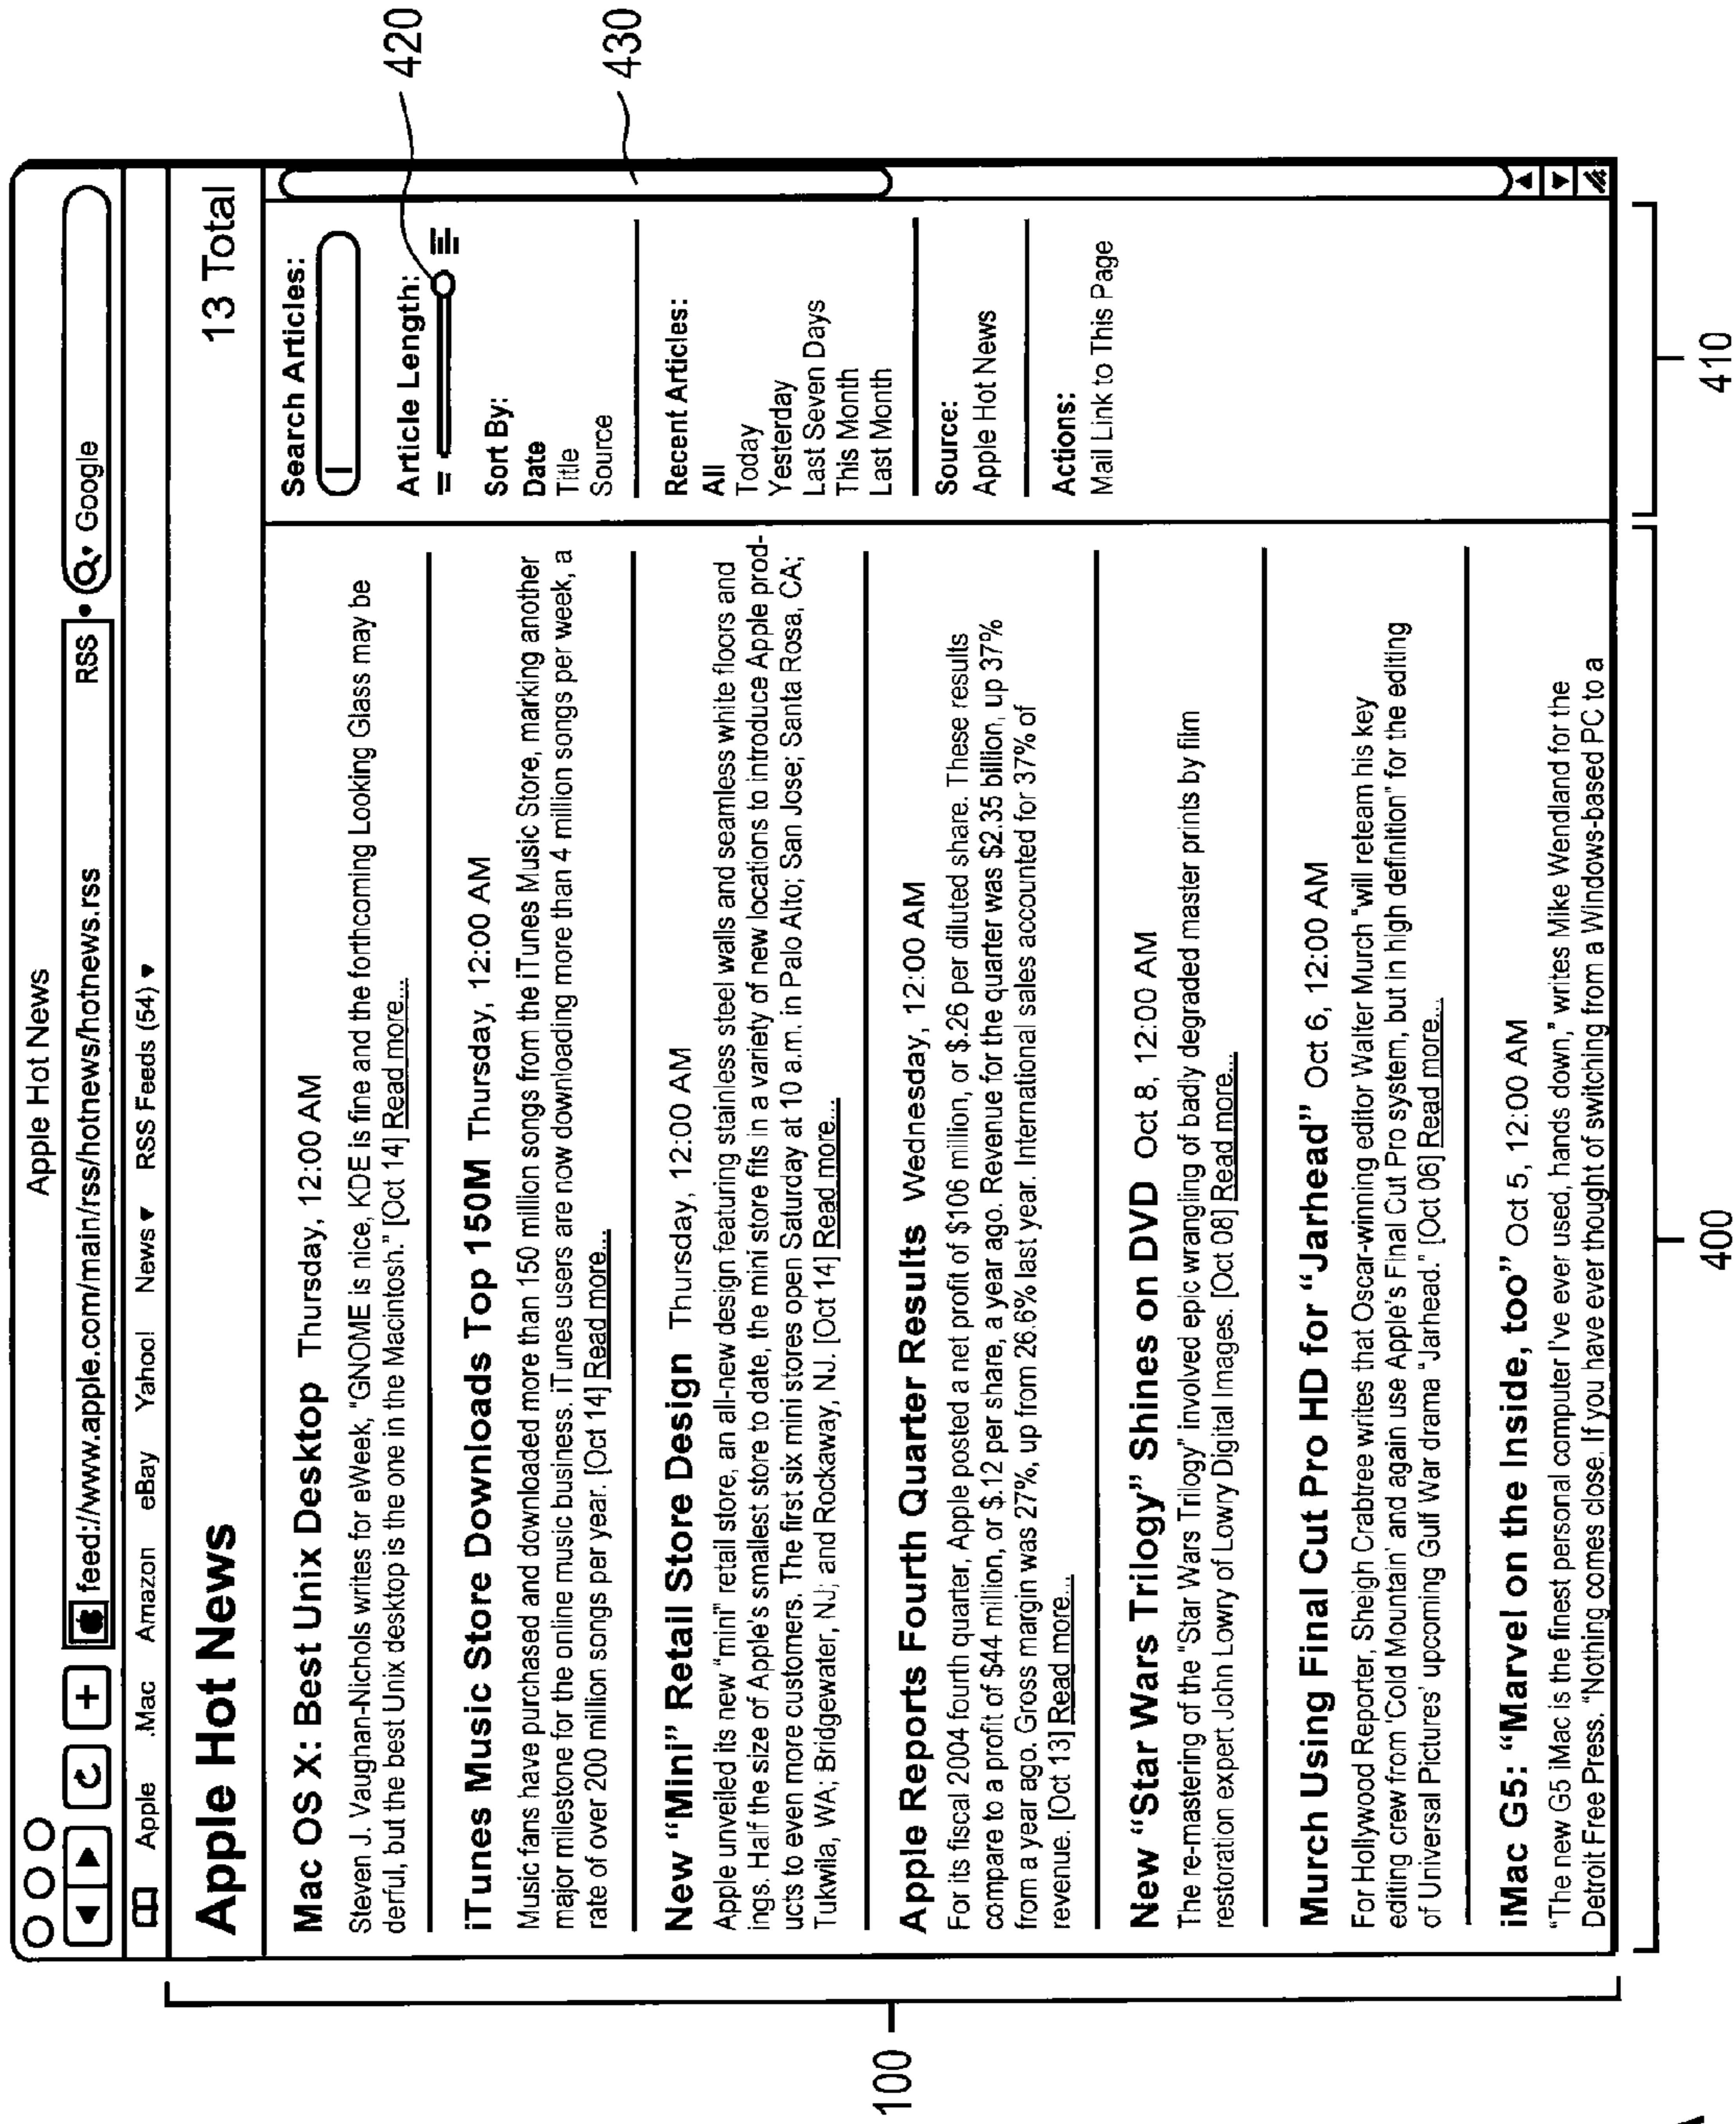 Apple Hot News
feed://www.apple.com/main/rss/hotnews/hotnews.rss RSS
Google
Apple .Mac Amazon eBay Yahoo! News RSS Feeds (54)
Apple Hot News 13 Total
Mac OS X: Best Unix Desktop Thursday, 12:00 AM
Steven J. Vaughan-Nichols writes for eWeek, "GNOME is nice, KDE is fine and the forthcoming Looking Glass may be
derful, but the best Unix desktop is the one in the Macintosh." [Oct 14] Read more...
iTunes Music Store Downloads Top 150M Thursday, 12:00 AM
Music fans have purchased and downloaded more than 150 million songs from the iTunes Music Store, marking another
major milestone for the online music business. iTunes users are now downloading more than 4 million songs per week, a
rate of over 200 million songs per year. [Oct 14] Read more...
New "Mini" Retail Store Design Thursday, 12:00 AM
Apple unveiled its new "mini" retail store, an all-new design featuring stainless steel walls and seamless white floors and
ings. Half the size of Apple's smallest store to date, the mini store fits in a variety of new locations to introduce Apple prod-
ucts to even more customers. The first six mini stores open Saturday at 10 a.m. in Palo Alto; San Jose; Santa Rosa, CA;
Tukwila, WA; Bridgewater, NJ; and Rockaway, NJ. [Oct 14] Read more...
Apple Reports Fourth Quarter Results Wednesday, 12:00 AM
For its fiscal 2004 fourth quarter, Apple posted a net profit of $106 million, or $.26 per diluted share. These results
compare to a profit of $44 million, or $.12 per share, a year ago. Revenue for the quarter was $2.35 billion, up 37%
from a year ago. Gross margin was 27%, up from 26.6% last year. International sales accounted for 37% of
revenue. [Oct 13] Read more...
New "Star Wars Trilogy" Shines on DVD Oct 8, 12:00 AM
The re-mastering of the "Star Wars Trilogy" involved epic wrangling of badly degraded master prints by film
restoration expert John Lowry of Lowry Digital Images. [Oct 08] Read more...
Murch Using Final Cut Pro HD for "Jarhead" Oct 6, 12:00 AM
For Hollywood Reporter, Sheigh Crabtree writes that Oscar-winning editor Walter Murch "will reteam his key
editing crew from 'Cold Mountain' and again use Apple's Final Cut Pro system, but in high definition" for the editing
of Universal Pictures' upcoming Gulf War drama "Jarhead." [Oct 06] Read more...
iMac G5: "Marvel on the Inside, too" Oct 5, 12:00 AM
"The new G5 iMac is the finest personal computer I've ever used, hands down," writes Mike Wendland for the
Detroit Free Press. "Nothing comes close. If you have ever thought of switching from a Windows-based PC to a
Search Articles:
Article Length:
Sort By:
Date
Title
Source
Recent Articles:
All
Today
Yesterday
Last Seven Days
This Month
Last Month
Source:
Apple Hot News
Actions:
Mail Link to This Page
420
430
100
400
410